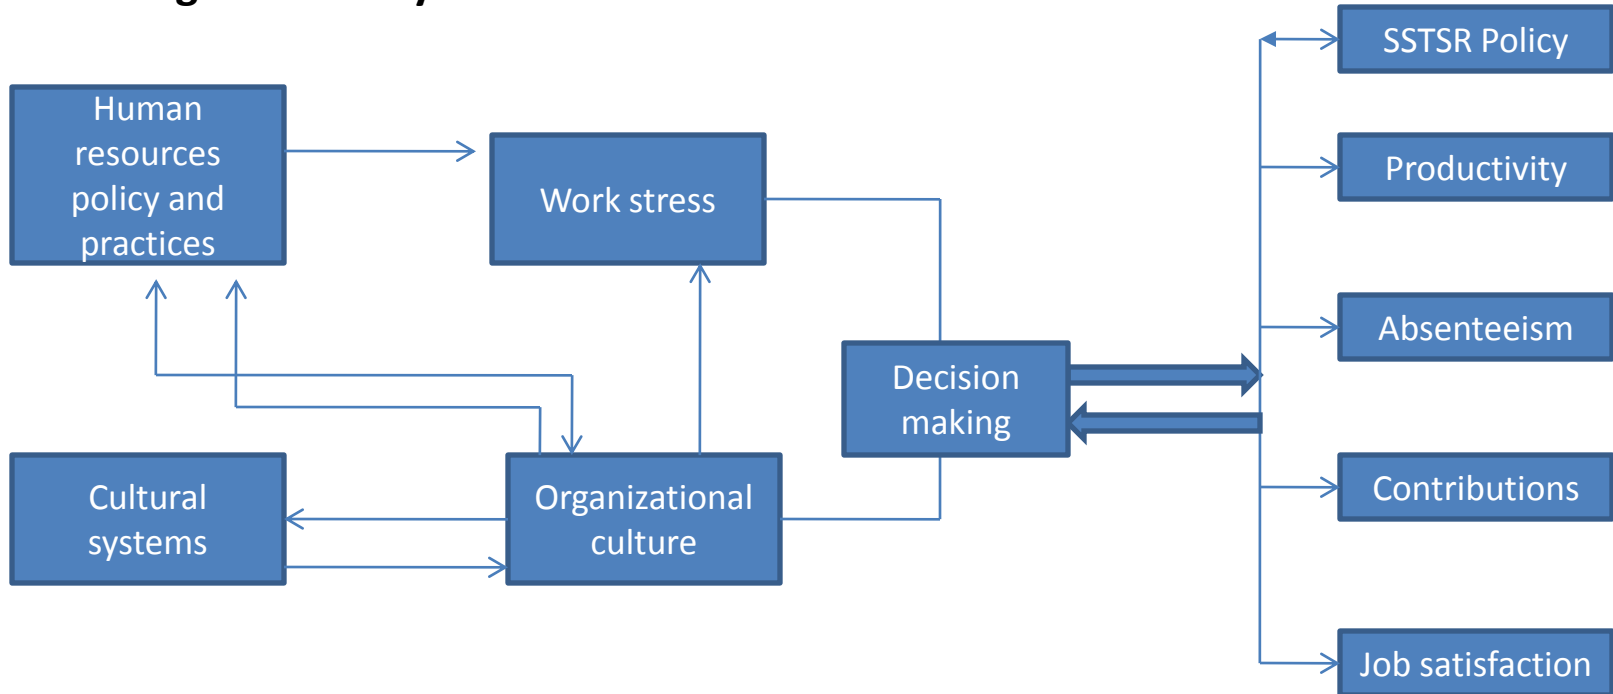 Human
resources
policy and
practices
Work stress
Cultural
systems
Organizational
culture
Decision
making
SSTSR Policy
Productivity
Absenteeism
Contributions
Job satisfaction